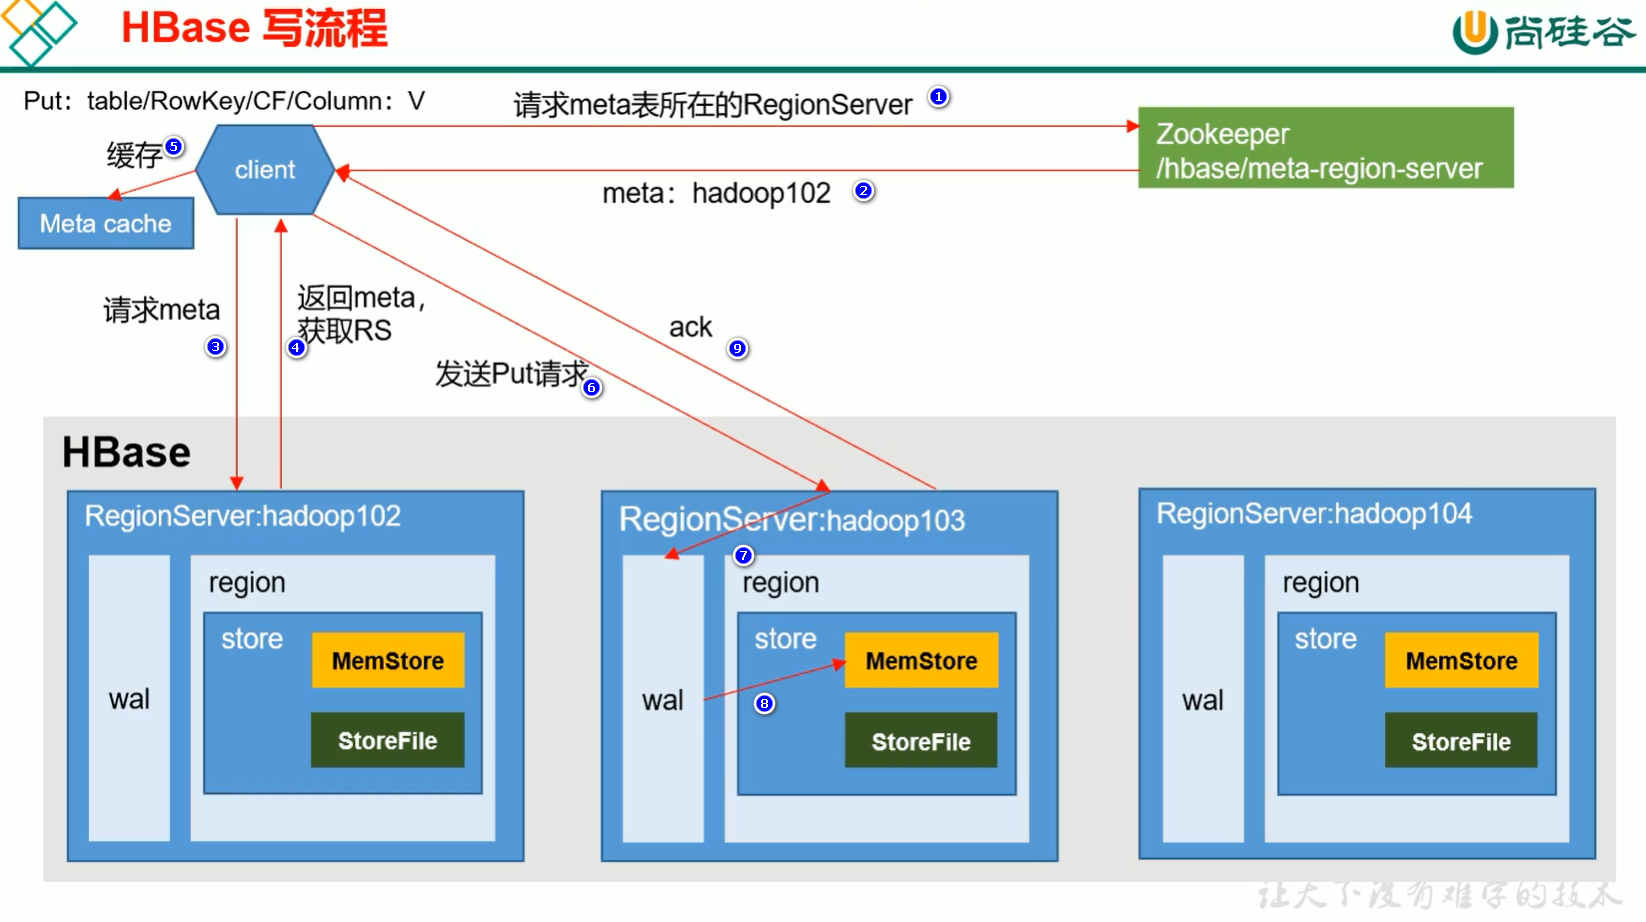 HBase 写流程
尚硅谷
Put：table/RowKey/CF/Column：V
请求meta表所在的RegionServer
1
Zookeeper
/hbase/meta-region-server
缓存
5
client
meta：hadoop102
2
Meta cache
请求meta
3
返回meta，
获取RS
4
ack
9
发送Put请求
6
HBase
RegionServer:hadoop102
wal
region
store
MemStore
StoreFile
RegionServer:hadoop103
7
wal
region
store
MemStore
8
StoreFile
RegionServer:hadoop104
wal
region
store
MemStore
StoreFile
让天下没有难学的技术